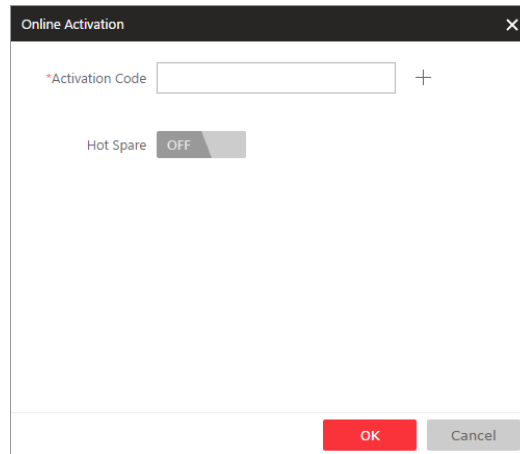 Online Activation
*Activation Code
Hot Spare OFF
OK Cancel